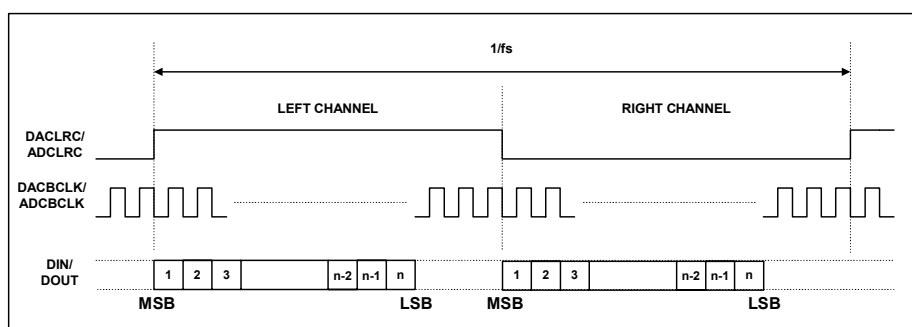 1/fs
LEFT CHANNEL RIGHT CHANNEL
DACLRC/
ADCLRC
DACBCLK/
ADCBCLK
DIN/
DOUT
1 2 3 n-2 n-1 n 1 2 3 n-2 n-1 n
MSB LSB MSB LSB